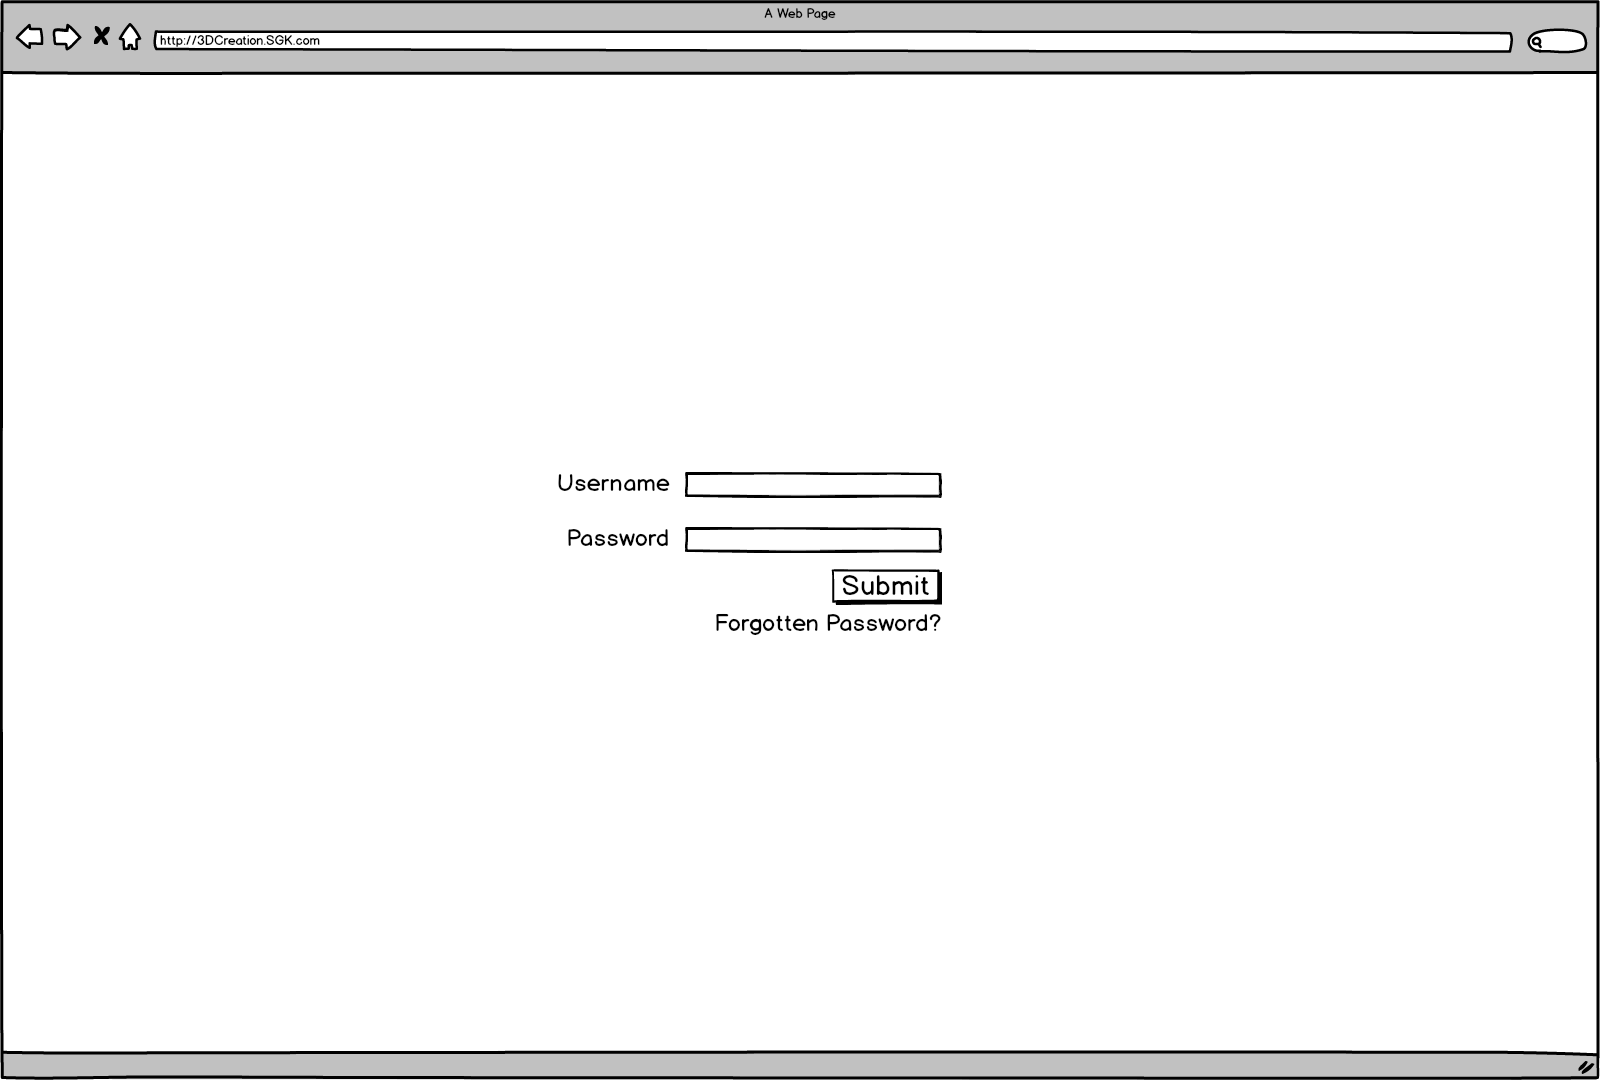 A Web Page
http://3DCreation.SGK.com
Username
Password
Submit
Forgotten Password?